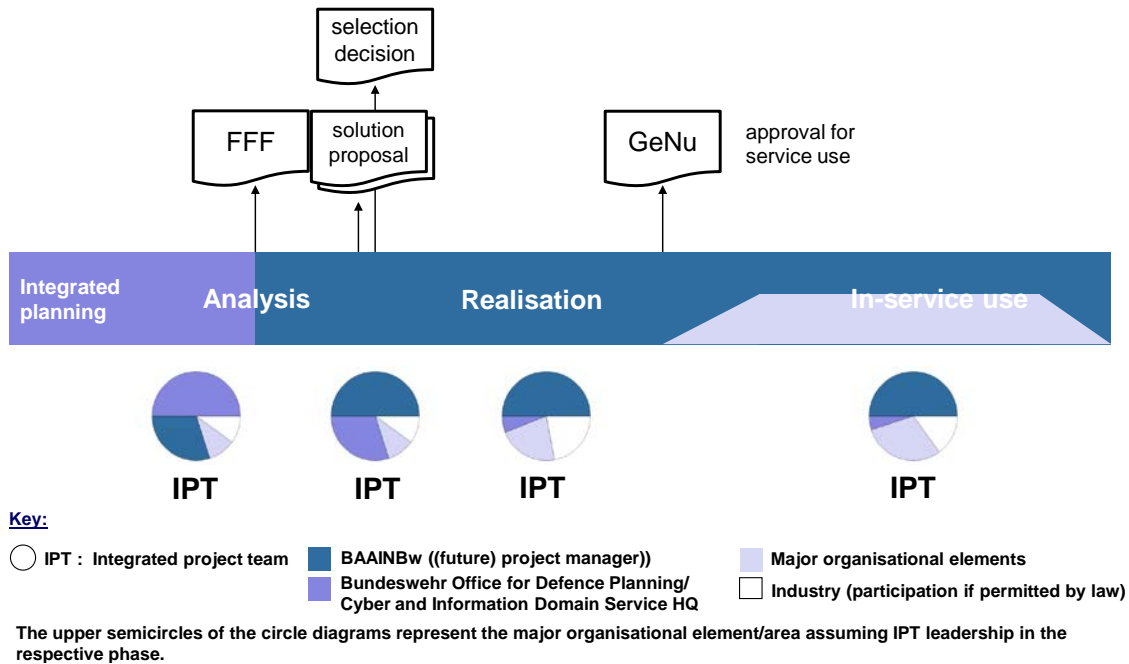 selection
decision
FFF
solution
proposal
GeNu
approval for
service use
Integrated
planning
Analysis
Realisation
In-service use
IPT
IPT
IPT
IPT
Key:
IPT : Integrated project team
BAAINBw ((future) project manager))
Bundeswehr Office for Defence Planning/
Cyber and Information Domain Service HQ
Major organisational elements
Industry (participation if permitted by law)
The upper semicircles of the circle diagrams represent the major organisational element/area assuming IPT leadership in the
respective phase.